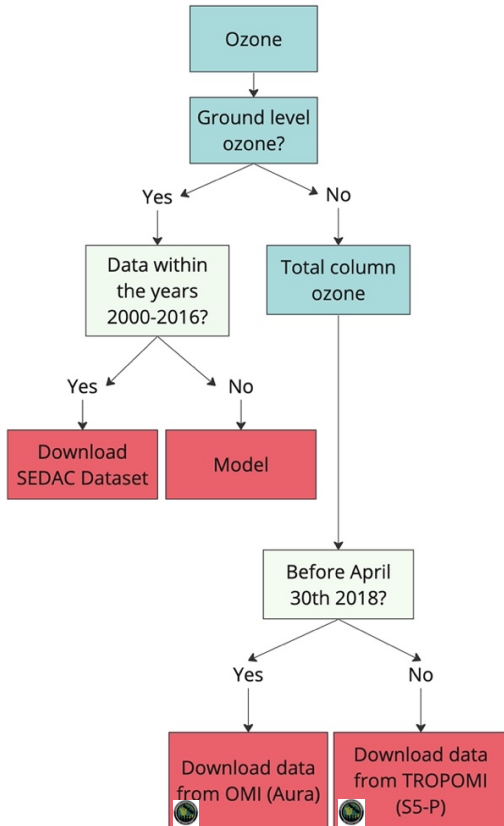 Ozone
Ground level
ozone?
Yes
No
Data within
the years
2000-2016?
Total column
ozone
Yes
No
Download
SEDAC Dataset
Model
Before April
30th 2018?
Yes
No
Download data
from OMI (Aura)
Download data
from TROPOMI
(S5-P)